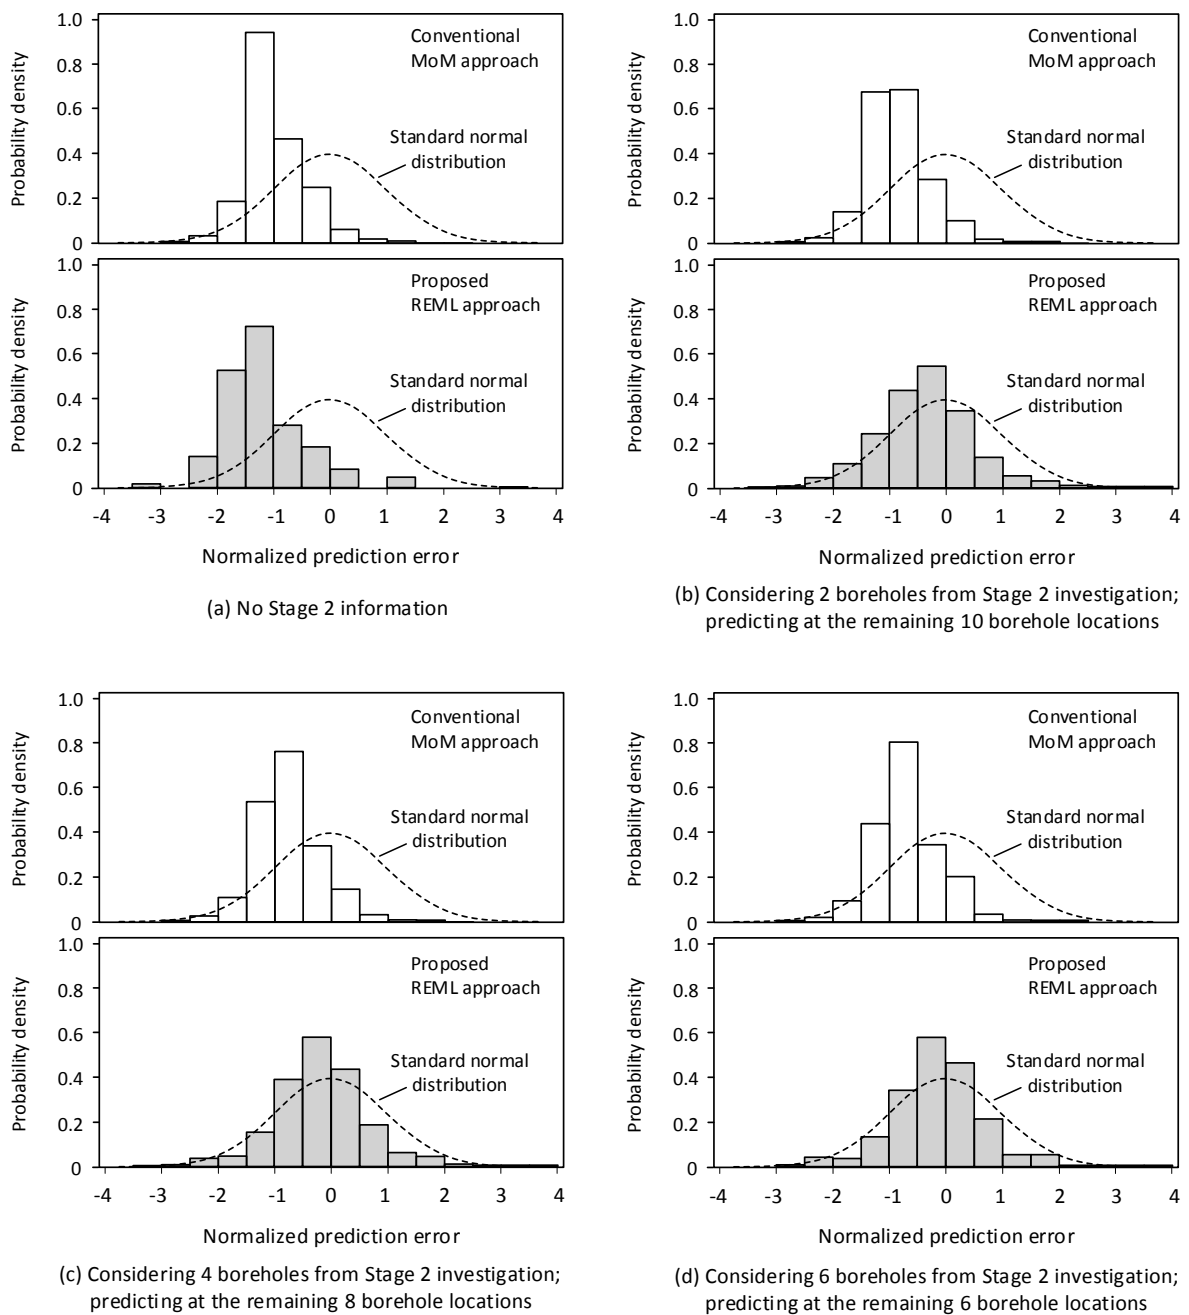 1.0
0.8
0.6
0.4
0.2
0
Probability density
Conventional
MoM approach
Standard normal
distribution
1.0
0.8
0.6
0.4
0.2
0
Probability density
Proposed
REML approach
Standard normal
distribution
-4 -3 -2 -1 0 1 2 3 4
Normalized prediction error
(a) No Stage 2 information
1.0
0.8
0.6
0.4
0.2
0
Probability density
Conventional
MoM approach
Standard normal
distribution
1.0
0.8
0.6
0.4
0.2
0
Probability density
Proposed
REML approach
Standard normal
distribution
-4 -3 -2 -1 0 1 2 3 4
Normalized prediction error
(b) Considering 2 boreholes from Stage 2 investigation;
predicting at the remaining 10 borehole locations
1.0
0.8
0.6
0.4
0.2
0
Probability density
Conventional
MoM approach
Standard normal
distribution
1.0
0.8
0.6
0.4
0.2
0
Probability density
Proposed
REML approach
Standard normal
distribution
-4 -3 -2 -1 0 1 2 3 4
Normalized prediction error
(c) Considering 4 boreholes from Stage 2 investigation;
predicting at the remaining 8 borehole locations
1.0
0.8
0.6
0.4
0.2
0
Probability density
Conventional
MoM approach
Standard normal
distribution
1.0
0.8
0.6
0.4
0.2
0
Probability density
Proposed
REML approach
Standard normal
distribution
-4 -3 -2 -1 0 1 2 3 4
Normalized prediction error
(d) Considering 6 boreholes from Stage 2 investigation;
predicting at the remaining 6 borehole locations